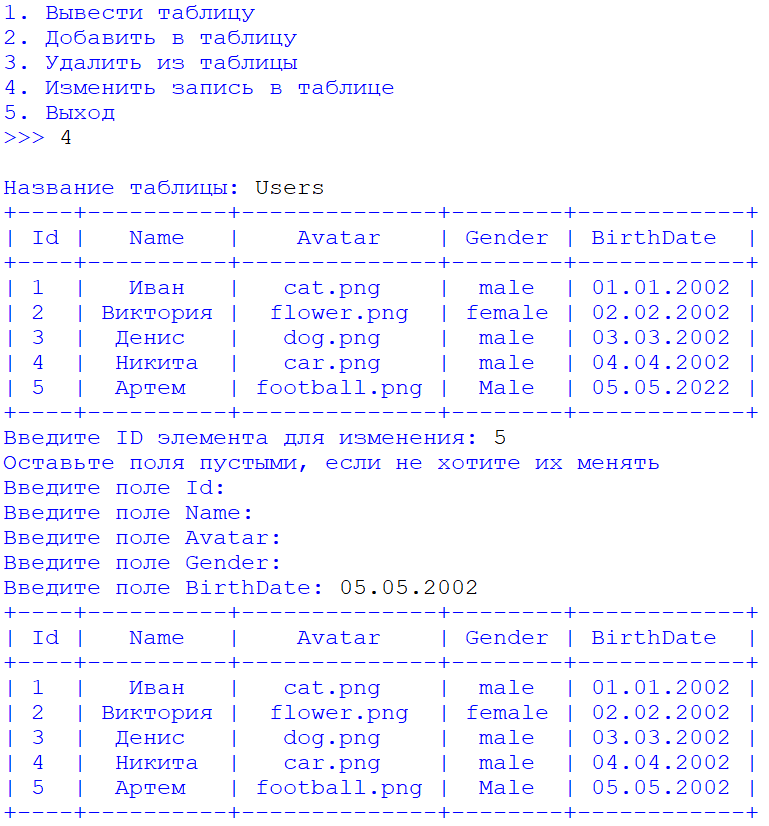 1. Вывести таблицу
2. Добавить в таблицу
3. Удалить из таблицы
4. Изменить запись в таблице
5. Выход
>>> 4
Название таблицы: Users
+----+----------+--------------+--------+------------+
| Id |   Name   |    Avatar    | Gender | BirthDate  |
+----+----------+--------------+--------+------------+
| 1  |   Иван   |   cat.png    |  male  | 01.01.2002 |
| 2  | Виктория |  flower.png  | female | 02.02.2002 |
| 3  |  Денис   |   dog.png    |  male  | 03.03.2002 |
| 4  |  Никита  |   car.png    |  male  | 04.04.2002 |
| 5  |  Артем   | football.png |  Male  | 05.05.2022 |
+----+----------+--------------+--------+------------+
Введите ID элемента для изменения: 5
Оставьте поля пустыми, если не хотите их менять
Введите поле Id:
Введите поле Name:
Введите поле Avatar:
Введите поле Gender:
Введите поле BirthDate: 05.05.2002
+----+----------+--------------+--------+------------+
| Id |   Name   |    Avatar    | Gender | BirthDate  |
+----+----------+--------------+--------+------------+
| 1  |   Иван   |   cat.png    |  male  | 01.01.2002 |
| 2  | Виктория |  flower.png  | female | 02.02.2002 |
| 3  |  Денис   |   dog.png    |  male  | 03.03.2002 |
| 4  |  Никита  |   car.png    |  male  | 04.04.2002 |
| 5  |  Артем   | football.png |  Male  | 05.05.2002 |
+----+----------+--------------+--------+------------+